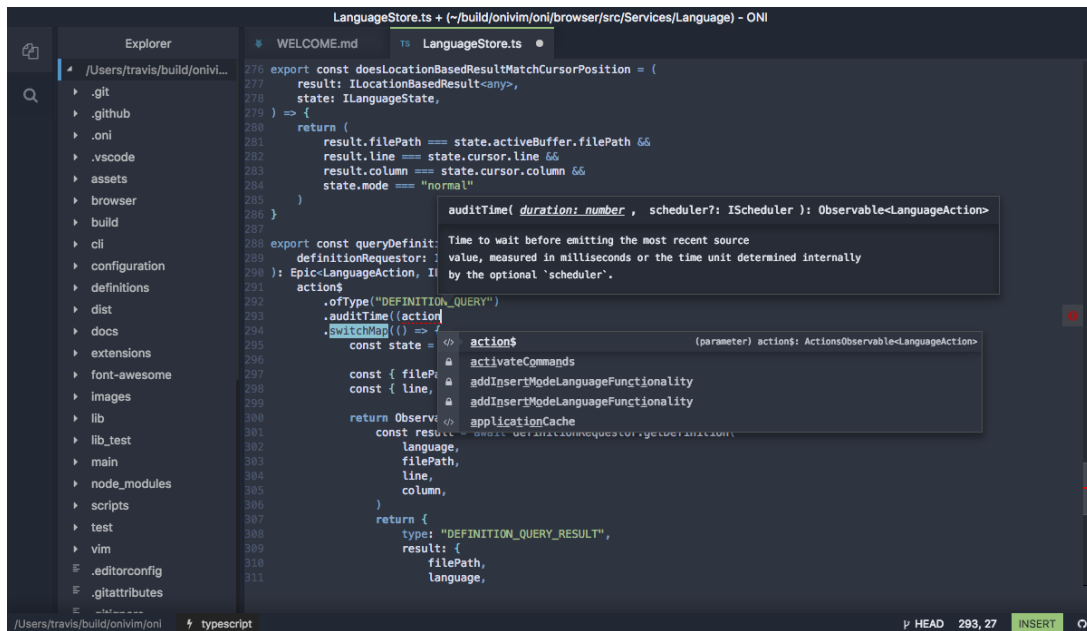 LanguageStore.ts + (~/build/onivim/oni/browser/src/Services/Language) - ONI
Explorer
/Users/travis/build/onivi...
.git
.github
.oni
.vscode
assets
browser
build
cli
configuration
definitions
dist
docs
extensions
font-awesome
images
lib
lib_test
main
node_modules
scripts
test
vim
.editorconfig
.gitattributes
WELCOME.md
TS LanguageStore.ts
276 export const doesLocationBasedResultMatchCursorPosition = (
277 result: ILocationBasedResult<any>,
278 state: ILanguageState,
279 ) => {
280 return (
281 result.filePath === state.activeBuffer.filePath &&
282 result.line === state.cursor.line &&
283 result.column === state.cursor.column &&
284 state.mode === "normal"
285 )
286 }
287
288 export const queryDefiniti
289 definitionRequestor: I
290 ): Epic<LanguageAction, IL
291 action$
292 .ofType("DEFINITION_QUERY")
293 .auditTime((action
294 .switchMap(() => {
295 const state =
296
297 const { filePa
298 const { line,
299
300 return Observa
301 const result = await definitionRequestor.getDefinition(
302 language,
303 filePath,
304 line,
305 column,
306 )
307 return {
308 type: "DEFINITION_QUERY_RESULT",
309 result: {
310 filePath,
311 language,
auditTime( duration: number , scheduler?: IScheduler ): Observable<LanguageAction>
Time to wait before emitting the most recent source
value, measured in milliseconds or the time unit determined internally
by the optional `scheduler`.
action$ (parameter) action$: ActionsObservable<LanguageAction>
activateCommands
addInsertModeLanguageFunctionality
addInsertModeLanguageFunctionality
applicationCache
/Users/travis/build/onivim/oni typescript HEAD 293, 27 INSERT